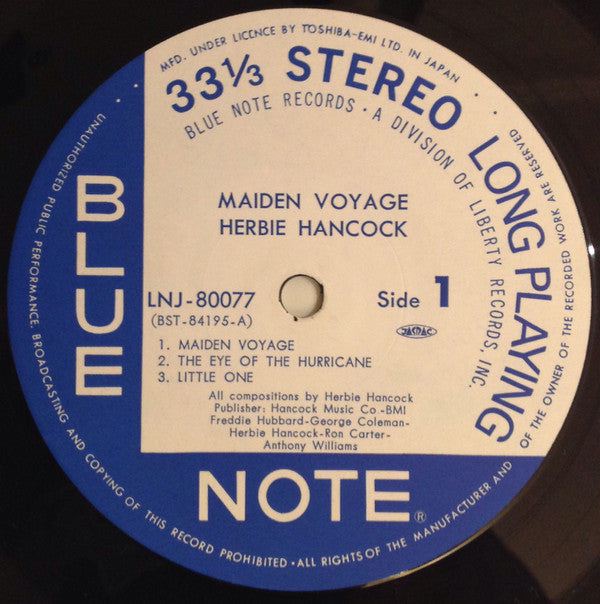 MFD. UNDER LICENCE BY TOSHIBA-EMI LTD. IN JAPAN
33⅓ STEREO LONG PLAYING
BLUE NOTE RECORDS • A DIVISION OF LIBERTY RECORDS, INC.
MAIDEN VOYAGE
HERBIE HANCOCK
LNJ-80077
(BST-84195-A)
Side 1
JASRAC
1. MAIDEN VOYAGE
2. THE EYE OF THE HURRICANE
3. LITTLE ONE
All compositions by Herbie Hancock
Publisher: Hancock Music Co-BMI
Freddie Hubbard-George Coleman-
Herbie Hancock-Ron Carter-
Anthony Williams
BLUE
NOTE®
UNAUTHORIZED PUBLIC PERFORMANCE, BROADCASTING AND COPYING OF THIS RECORD PROHIBITED • ALL RIGHTS OF THE MANUFACTURER AND OF THE OWNER OF THE RECORDED WORK ARE RESERVED